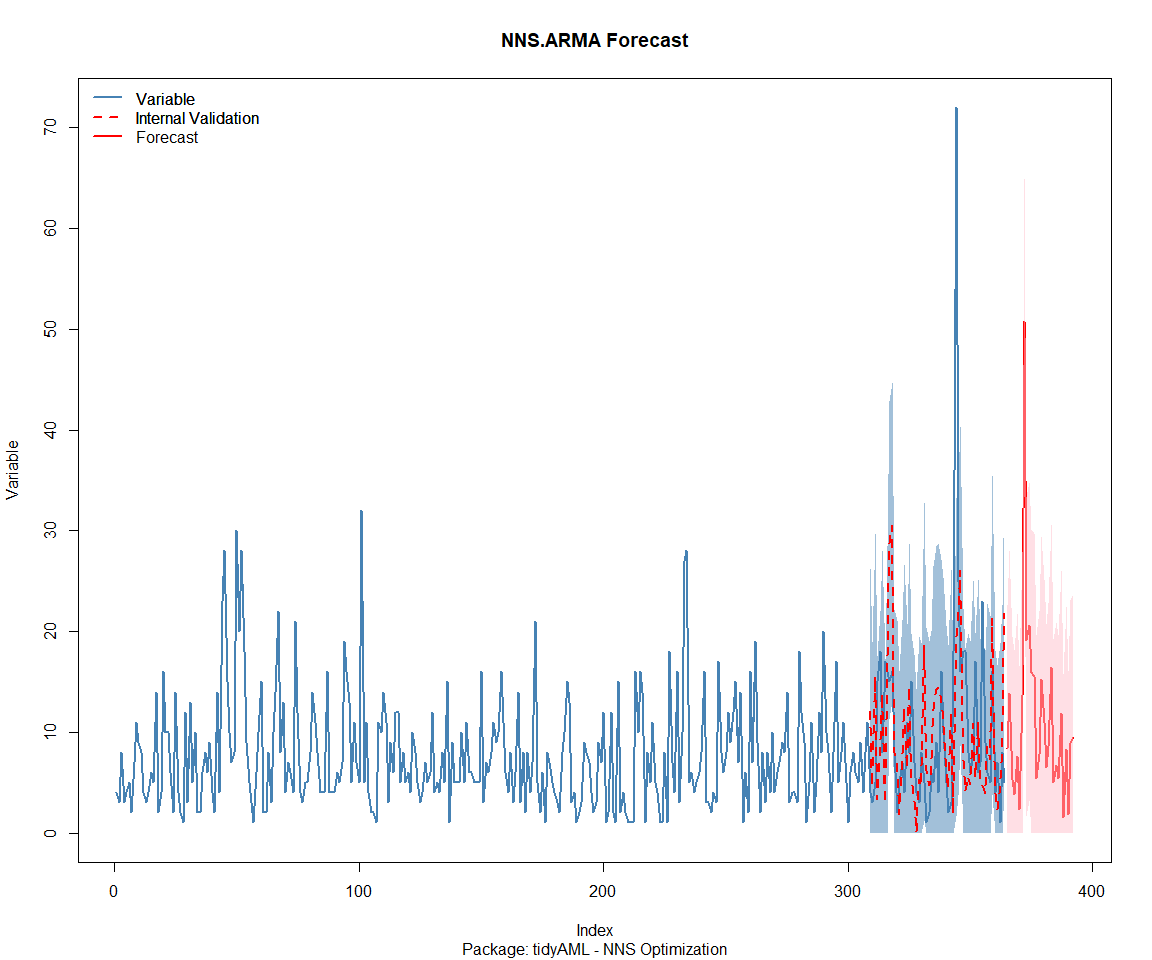 NNS.ARMA Forecast
Variable
Internal Validation
Forecast
Variable
70
60
50
40
30
20
10
0
0 100 200 300 400
Index
Package: tidyAML - NNS Optimization